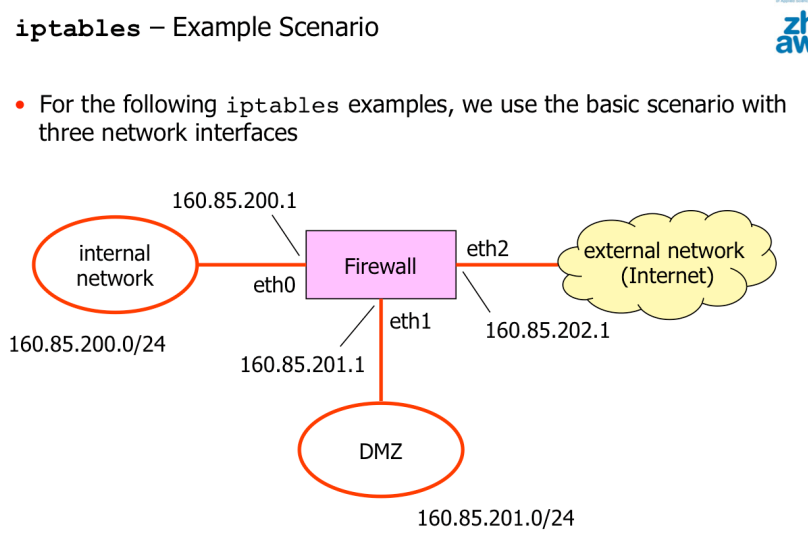 iptables – Example Scenario
zh
aw
• For the following iptables examples, we use the basic scenario with
three network interfaces
160.85.200.1
internal
network
Firewall
eth2
external network
(Internet)
eth0
eth1
160.85.202.1
160.85.200.0/24
160.85.201.1
DMZ
160.85.201.0/24